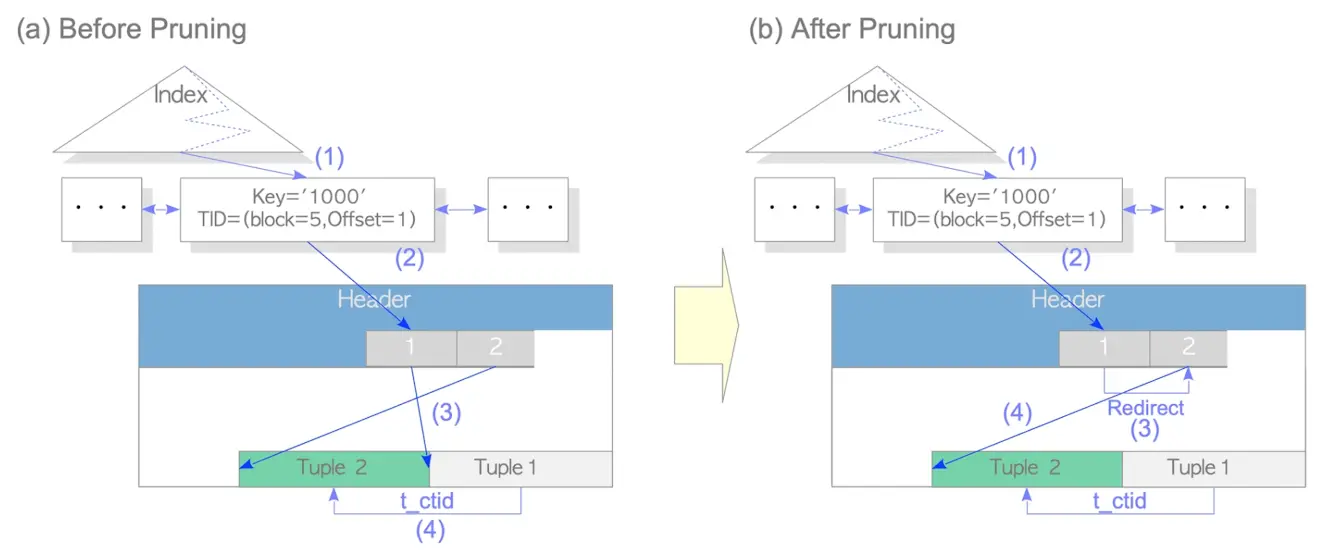 (a) Before Pruning
Index
(1)
. . .
Key='1000'
TID=(block=5,Offset=1)
. . .
(2)
Header
1
2
(3)
Tuple 2
Tuple 1
t_ctid
(4)
(b) After Pruning
Index
(1)
. . .
Key='1000'
TID=(block=5,Offset=1)
. . .
(2)
Header
1
2
Redirect
(4)
(3)
Tuple 2
Tuple 1
t_ctid